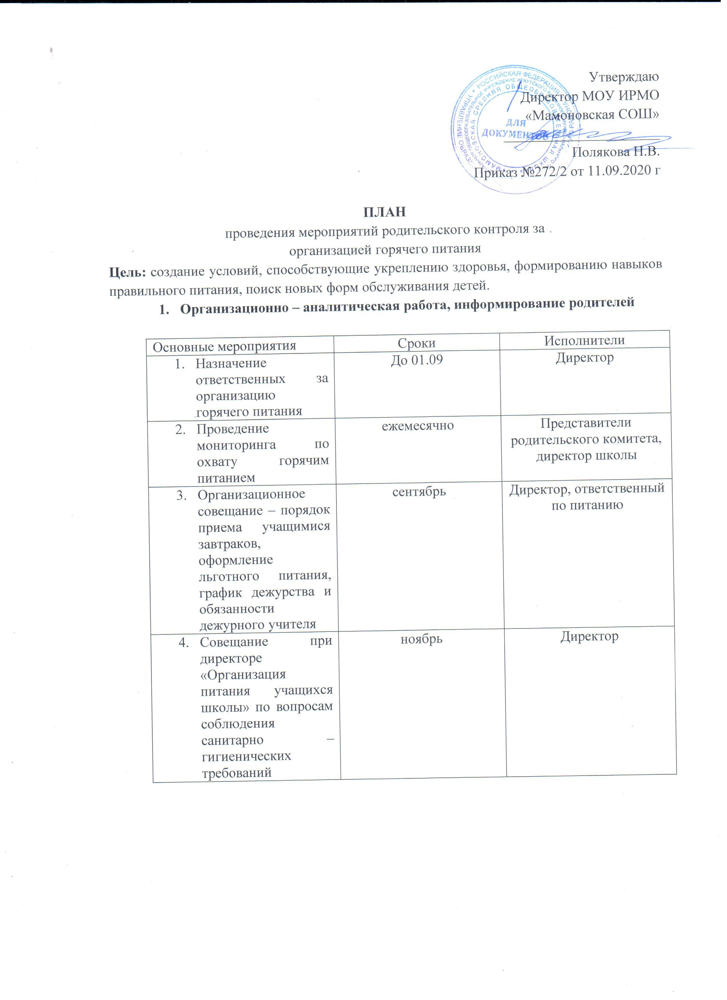 Утверждаю
Директор МОУ ИРМО
«Мамоновская СОШ»
ДЛЯ
ДОКУМЕНТОВ
Полякова Н.В.
Приказ №272/2 от 11.09.2020 г
ПЛАН
проведения мероприятий родительского контроля за
организацией горячего питания
Цель: создание условий, способствующие укреплению здоровья, формированию навыков
правильного питания, поиск новых форм обслуживания детей.
1. Организационно – аналитическая работа, информирование родителей
Основные мероприятия Сроки Исполнители
1. Назначение
ответственных за
организацию
горячего питания
До 01.09
Директор
2. Проведение
мониторинга по
охвату горячим
питанием
ежемесячно
Представители
родительского комитета,
директор школы
3. Организационное
совещание – порядок
приема учащимися
завтраков,
оформление
льготного питания,
график дежурства и
обязанности
дежурного учителя
сентябрь
Директор, ответственный
по питанию
4. Совещание при
директоре
«Организация
питания учащихся
школы» по вопросам
соблюдения
санитарно –
гигиенических
требований
ноябрь
Директор